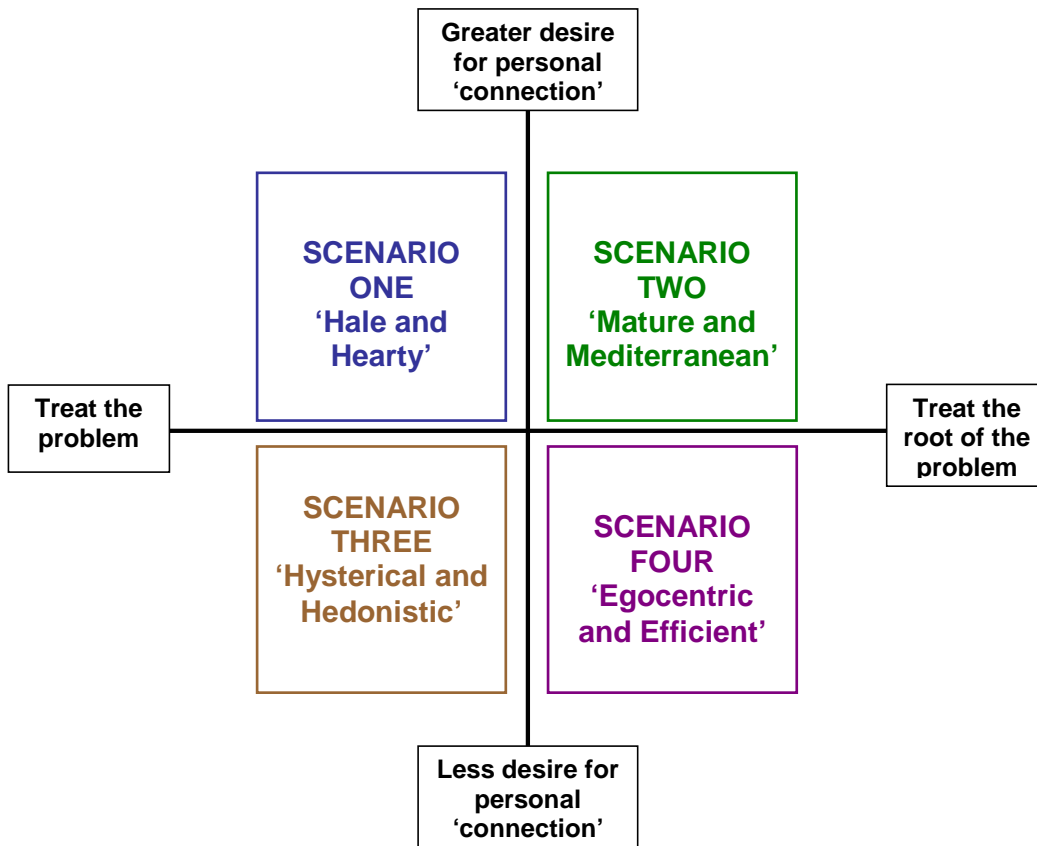 Greater desire
for personal
‘connection’
SCENARIO
ONE
‘Hale and
Hearty’
SCENARIO
TWO
‘Mature and
Mediterranean’
Treat the
problem
Treat the
root of the
problem
SCENARIO
THREE
‘Hysterical and
Hedonistic’
SCENARIO
FOUR
‘Egocentric
and Efficient’
Less desire for
personal
‘connection’